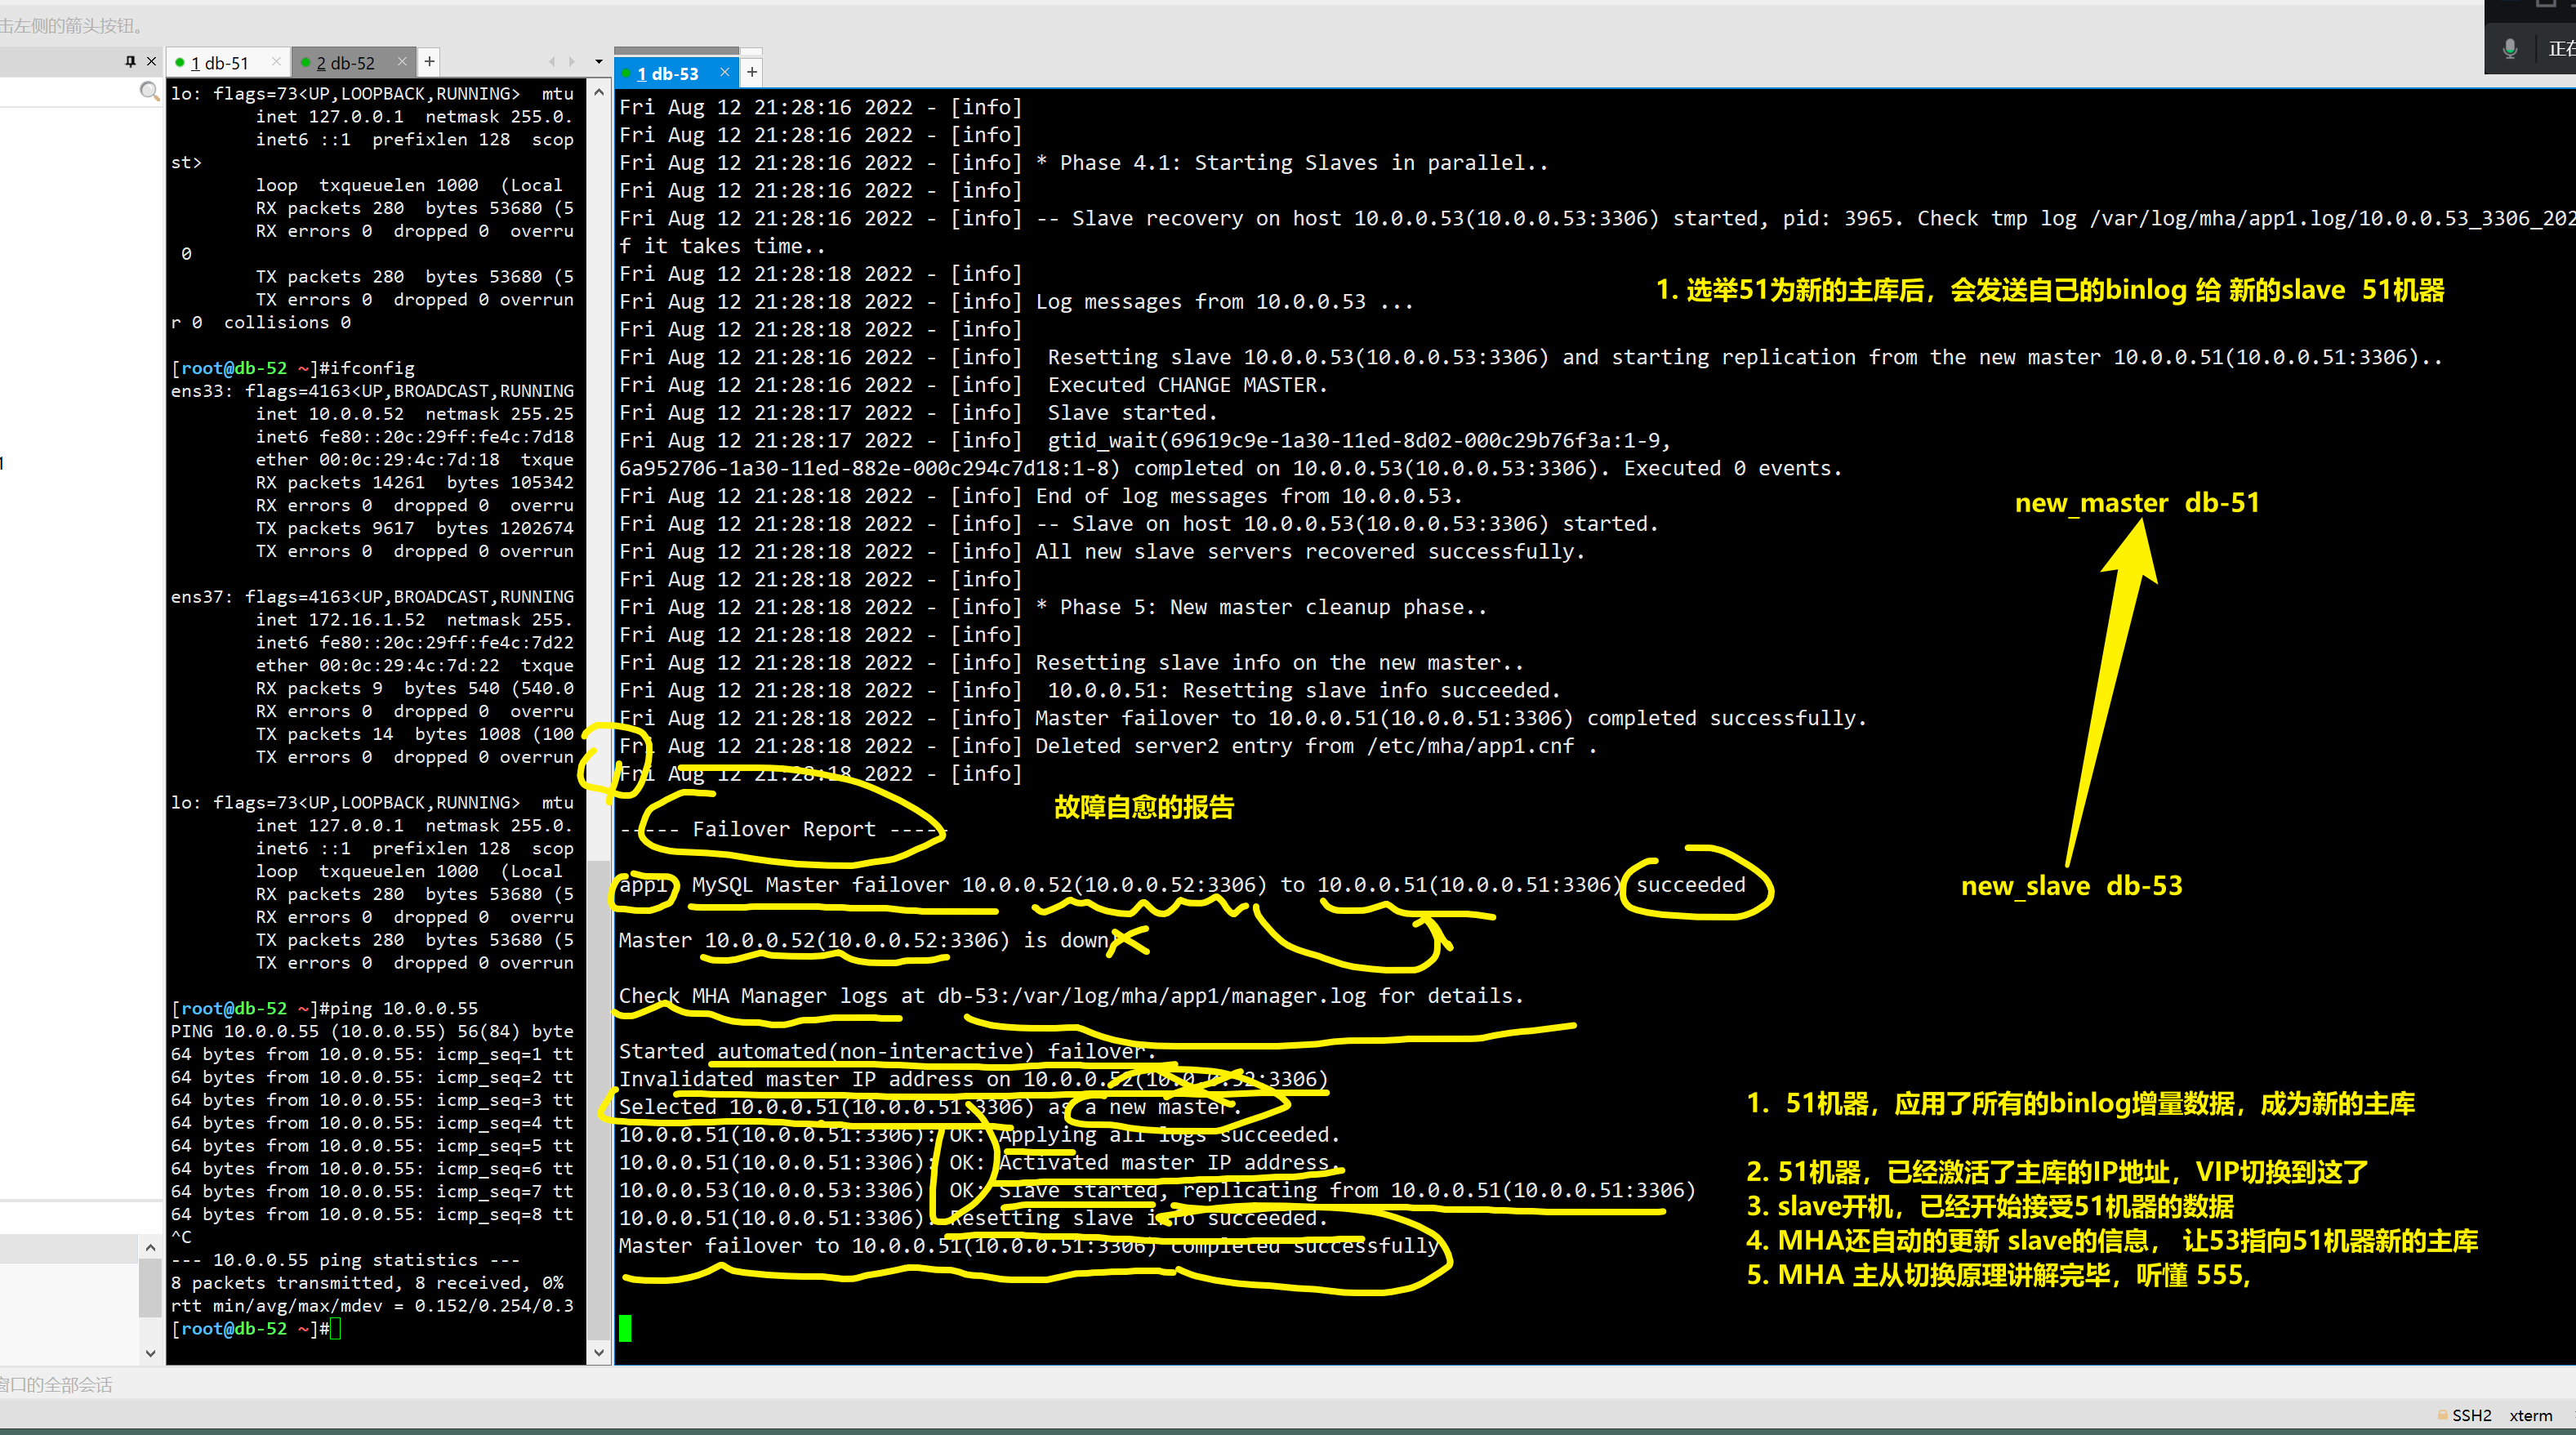 击左侧的箭头按钮。
正在
1 db-51
2 db-52
1 db-53
lo: flags=73<UP,LOOPBACK,RUNNING>  mtu
inet 127.0.0.1  netmask 255.0.
inet6 ::1  prefixlen 128  scop
st>
loop  txqueuelen 1000  (Local
RX packets 280  bytes 53680 (5
RX errors 0  dropped 0  overru
0
TX packets 280  bytes 53680 (5
TX errors 0  dropped 0 overrun
r 0  collisions 0
[root@db-52 ~]#ifconfig
ens33: flags=4163<UP,BROADCAST,RUNNING
inet 10.0.0.52  netmask 255.25
inet6 fe80::20c:29ff:fe4c:7d18
ether 00:0c:29:4c:7d:18  txque
RX packets 14261  bytes 105342
RX errors 0  dropped 0  overru
TX packets 9617  bytes 1202674
TX errors 0  dropped 0 overrun
ens37: flags=4163<UP,BROADCAST,RUNNING
inet 172.16.1.52  netmask 255.
inet6 fe80::20c:29ff:fe4c:7d22
ether 00:0c:29:4c:7d:22  txque
RX packets 9  bytes 540 (540.0
RX errors 0  dropped 0  overru
TX packets 14  bytes 1008 (100
TX errors 0  dropped 0 overrun
lo: flags=73<UP,LOOPBACK,RUNNING>  mtu
inet 127.0.0.1  netmask 255.0.
inet6 ::1  prefixlen 128  scop
loop  txqueuelen 1000  (Local
RX packets 280  bytes 53680 (5
RX errors 0  dropped 0  overru
TX packets 280  bytes 53680 (5
TX errors 0  dropped 0 overrun
[root@db-52 ~]#ping 10.0.0.55
PING 10.0.0.55 (10.0.0.55) 56(84) byte
64 bytes from 10.0.0.55: icmp_seq=1 tt
64 bytes from 10.0.0.55: icmp_seq=2 tt
64 bytes from 10.0.0.55: icmp_seq=3 tt
64 bytes from 10.0.0.55: icmp_seq=4 tt
64 bytes from 10.0.0.55: icmp_seq=5 tt
64 bytes from 10.0.0.55: icmp_seq=6 tt
64 bytes from 10.0.0.55: icmp_seq=7 tt
64 bytes from 10.0.0.55: icmp_seq=8 tt
^C
--- 10.0.0.55 ping statistics ---
8 packets transmitted, 8 received, 0%
rtt min/avg/max/mdev = 0.152/0.254/0.3
[root@db-52 ~]#
Fri Aug 12 21:28:16 2022 - [info]
Fri Aug 12 21:28:16 2022 - [info]
Fri Aug 12 21:28:16 2022 - [info] * Phase 4.1: Starting Slaves in parallel..
Fri Aug 12 21:28:16 2022 - [info]
Fri Aug 12 21:28:16 2022 - [info] -- Slave recovery on host 10.0.0.53(10.0.0.53:3306) started, pid: 3965. Check tmp log /var/log/mha/app1.log/10.0.0.53_3306_202
f it takes time..
Fri Aug 12 21:28:18 2022 - [info]
Fri Aug 12 21:28:18 2022 - [info] Log messages from 10.0.0.53 ...
Fri Aug 12 21:28:18 2022 - [info]
Fri Aug 12 21:28:16 2022 - [info]  Resetting slave 10.0.0.53(10.0.0.53:3306) and starting replication from the new master 10.0.0.51(10.0.0.51:3306)..
Fri Aug 12 21:28:16 2022 - [info]  Executed CHANGE MASTER.
Fri Aug 12 21:28:17 2022 - [info]  Slave started.
Fri Aug 12 21:28:17 2022 - [info]  gtid_wait(69619c9e-1a30-11ed-8d02-000c29b76f3a:1-9,
6a952706-1a30-11ed-882e-000c294c7d18:1-8) completed on 10.0.0.53(10.0.0.53:3306). Executed 0 events.
Fri Aug 12 21:28:18 2022 - [info] End of log messages from 10.0.0.53.
Fri Aug 12 21:28:18 2022 - [info] -- Slave on host 10.0.0.53(10.0.0.53:3306) started.
Fri Aug 12 21:28:18 2022 - [info] All new slave servers recovered successfully.
Fri Aug 12 21:28:18 2022 - [info]
Fri Aug 12 21:28:18 2022 - [info] * Phase 5: New master cleanup phase..
Fri Aug 12 21:28:18 2022 - [info]
Fri Aug 12 21:28:18 2022 - [info] Resetting slave info on the new master..
Fri Aug 12 21:28:18 2022 - [info]  10.0.0.51: Resetting slave info succeeded.
Fri Aug 12 21:28:18 2022 - [info] Master failover to 10.0.0.51(10.0.0.51:3306) completed successfully.
Fri Aug 12 21:28:18 2022 - [info] Deleted server2 entry from /etc/mha/app1.cnf .
Fri Aug 12 21:28:18 2022 - [info]
----- Failover Report -----
app1: MySQL Master failover 10.0.0.52(10.0.0.52:3306) to 10.0.0.51(10.0.0.51:3306) succeeded
Master 10.0.0.52(10.0.0.52:3306) is down
Check MHA Manager logs at db-53:/var/log/mha/app1/manager.log for details.
Started automated(non-interactive) failover.
Invalidated master IP address on 10.0.0.52(10.0.0.52:3306)
Selected 10.0.0.51(10.0.0.51:3306) as a new master.
10.0.0.51(10.0.0.51:3306): OK: Applying all logs succeeded.
10.0.0.51(10.0.0.51:3306): OK: Activated master IP address.
10.0.0.53(10.0.0.53:3306): OK: Slave started, replicating from 10.0.0.51(10.0.0.51:3306)
10.0.0.51(10.0.0.51:3306): Resetting slave info succeeded.
Master failover to 10.0.0.51(10.0.0.51:3306) completed successfully
1. 选举51为新的主库后，会发送自己的binlog 给 新的slave  51机器
new_master  db-51
new_slave  db-53
故障自愈的报告
1.  51机器，应用了所有的binlog增量数据，成为新的主库
2. 51机器，已经激活了主库的IP地址，VIP切换到这了
3. slave开机，已经开始接受51机器的数据
4. MHA还自动的更新 slave的信息， 让53指向51机器新的主库
5. MHA 主从切换原理讲解完毕，听懂 555,
窗口的全部会话
SSH2
xterm